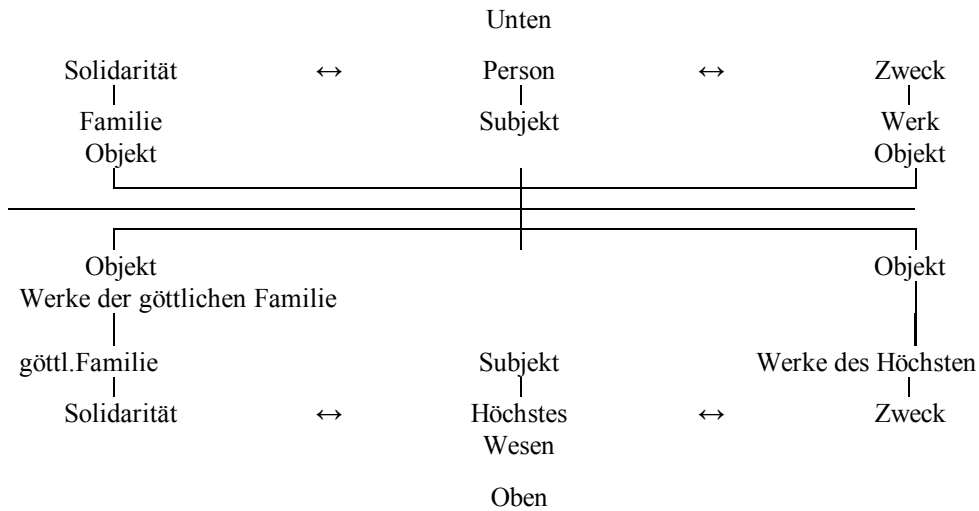 Unten
Solidarität ↔ Person ↔ Zweck
Familie Subjekt Werk
Objekt Objekt
Objekt Objekt
Werke der göttlichen Familie
göttl.Familie Subjekt Werke des Höchsten
Solidarität ↔ Höchstes ↔ Zweck
Wesen
Oben